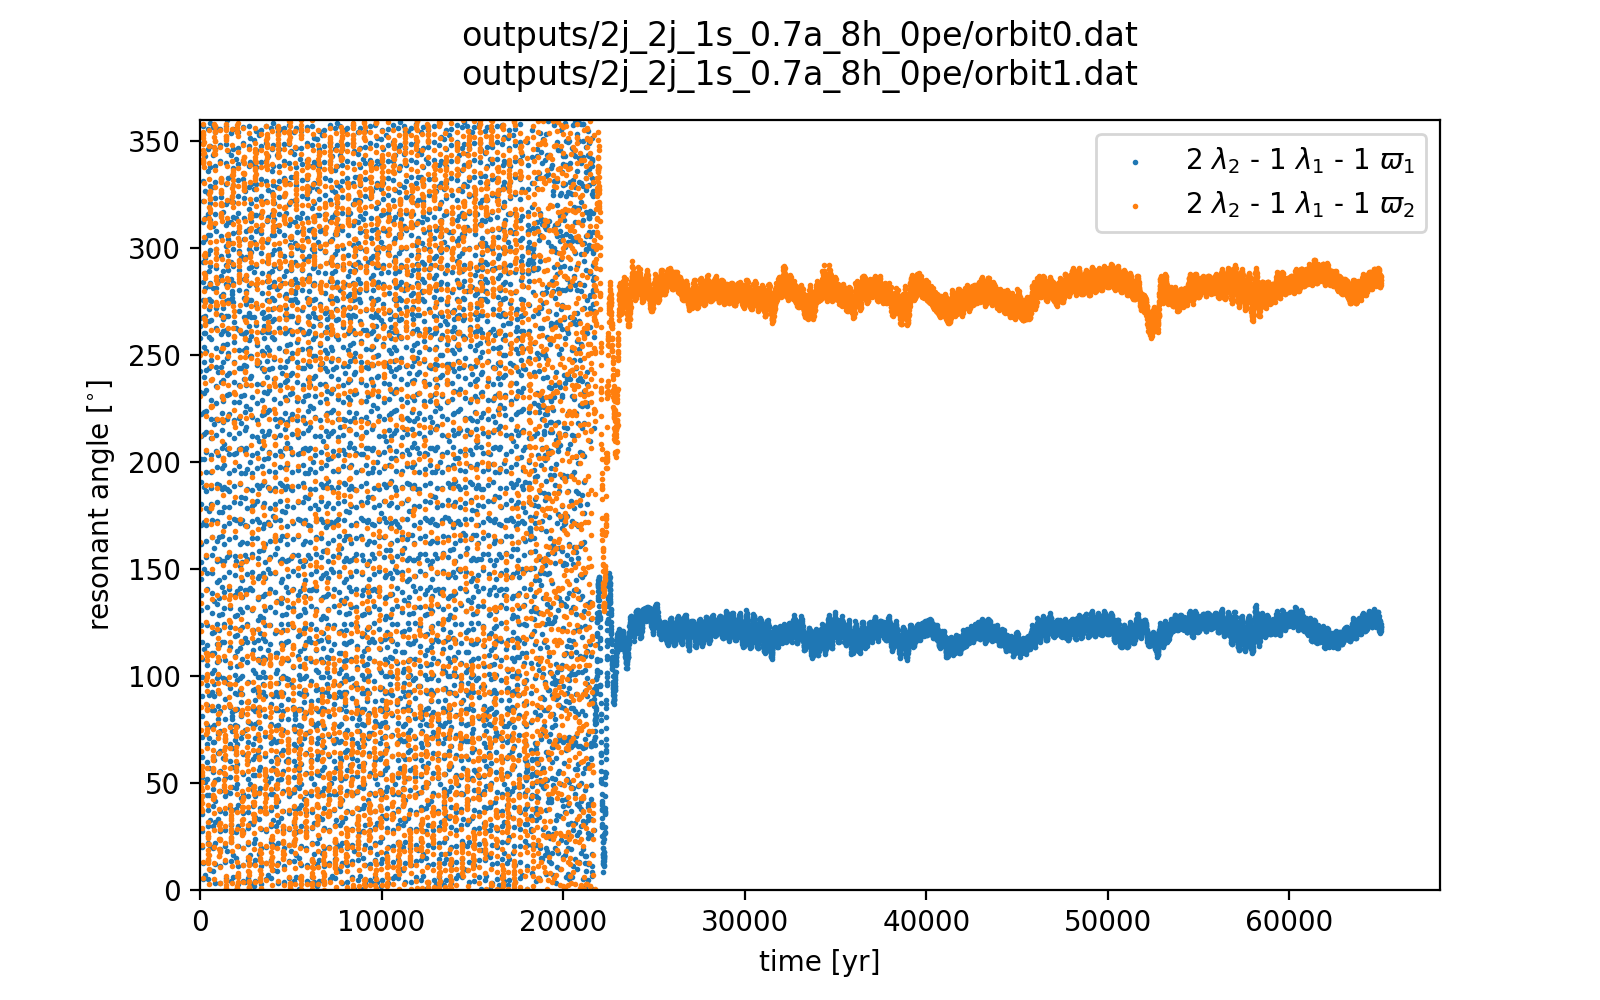 outputs/2j_2j_1s_0.7a_8h_0pe/orbit0.dat
outputs/2j_2j_1s_0.7a_8h_0pe/orbit1.dat
2 λ₂ - 1 λ₁ - 1 ϖ₁
2 λ₂ - 1 λ₁ - 1 ϖ₂
resonant angle [°]
350
300
250
200
150
100
50
0
0 10000 20000 30000 40000 50000 60000
time [yr]